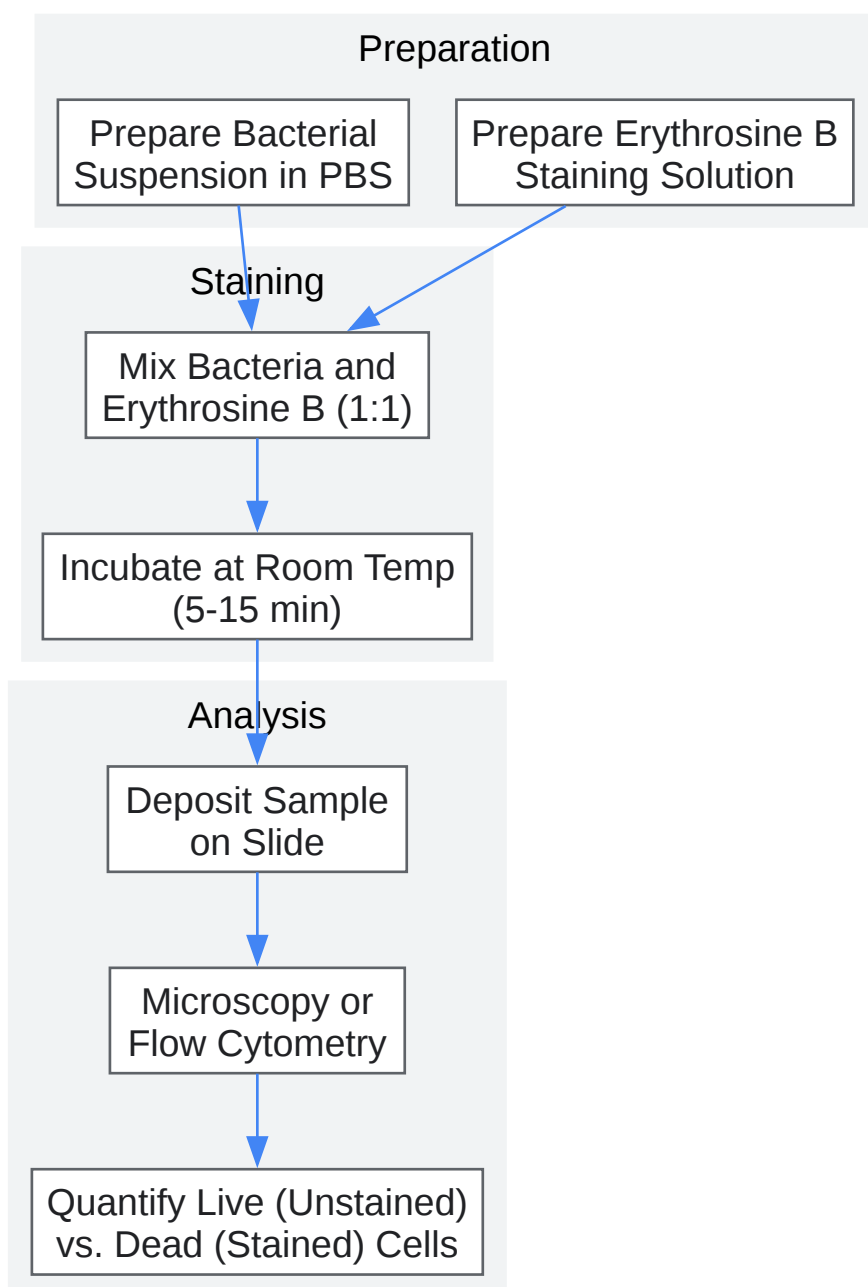 Preparation
Prepare Bacterial
Suspension in PBS
Prepare Erythrosine B
Staining Solution
Staining
Mix Bacteria and
Erythrosine B (1:1)
Incubate at Room Temp
(5-15 min)
Analysis
Deposit Sample
on Slide
Microscopy or
Flow Cytometry
Quantify Live (Unstained)
vs. Dead (Stained) Cells